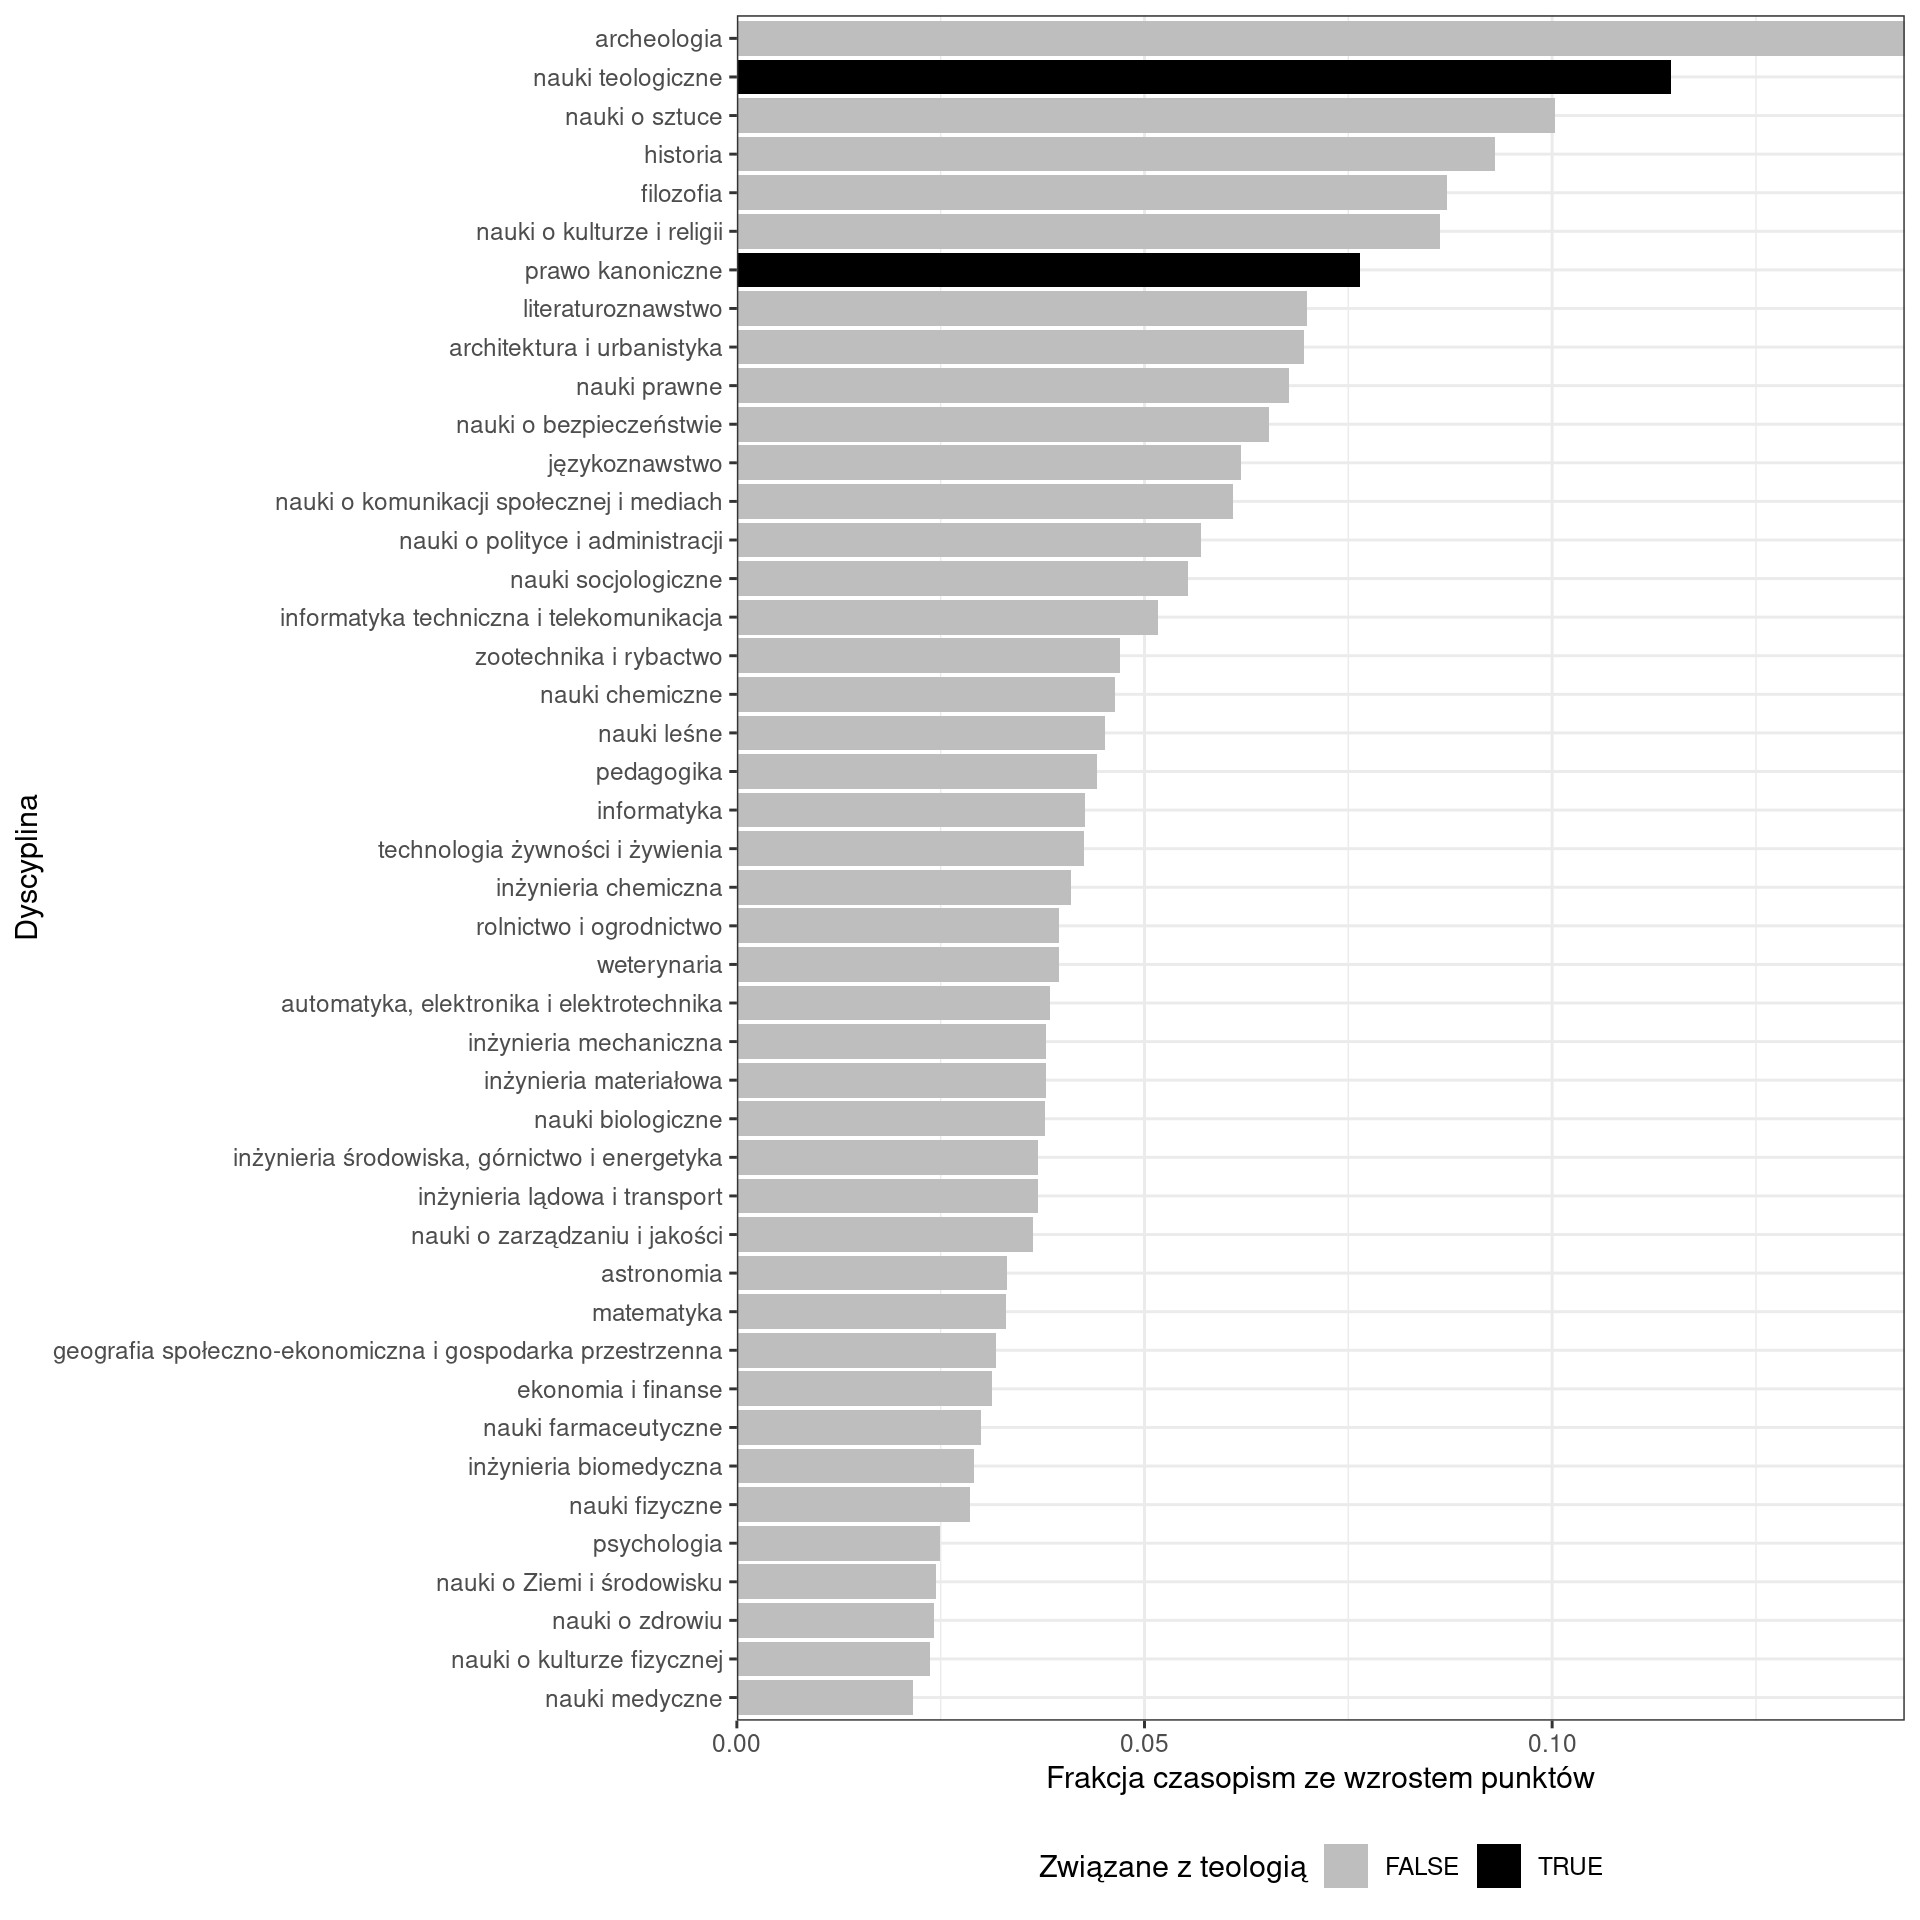 archeologia
nauki teologiczne
nauki o sztuce
historia
filozofia
nauki o kulturze i religii
prawo kanoniczne
literaturoznawstwo
architektura i urbanistyka
nauki prawne
nauki o bezpieczeństwie
językoznawstwo
nauki o komunikacji społecznej i mediach
nauki o polityce i administracji
nauki socjologiczne
informatyka techniczna i telekomunikacja
zootechnika i rybactwo
nauki chemiczne
nauki leśne
pedagogika
informatyka
technologia żywności i żywienia
inżynieria chemiczna
rolnictwo i ogrodnictwo
weterynaria
automatyka, elektronika i elektrotechnika
inżynieria mechaniczna
inżynieria materiałowa
nauki biologiczne
inżynieria środowiska, górnictwo i energetyka
inżynieria lądowa i transport
nauki o zarządzaniu i jakości
astronomia
matematyka
geografia społeczno-ekonomiczna i gospodarka przestrzenna
ekonomia i finanse
nauki farmaceutyczne
inżynieria biomedyczna
nauki fizyczne
psychologia
nauki o Ziemi i środowisku
nauki o zdrowiu
nauki o kulturze fizycznej
nauki medyczne
Dyscyplina
0.00 0.05 0.10
Frakcja czasopism ze wzrostem punktów
Związane z teologią FALSE TRUE